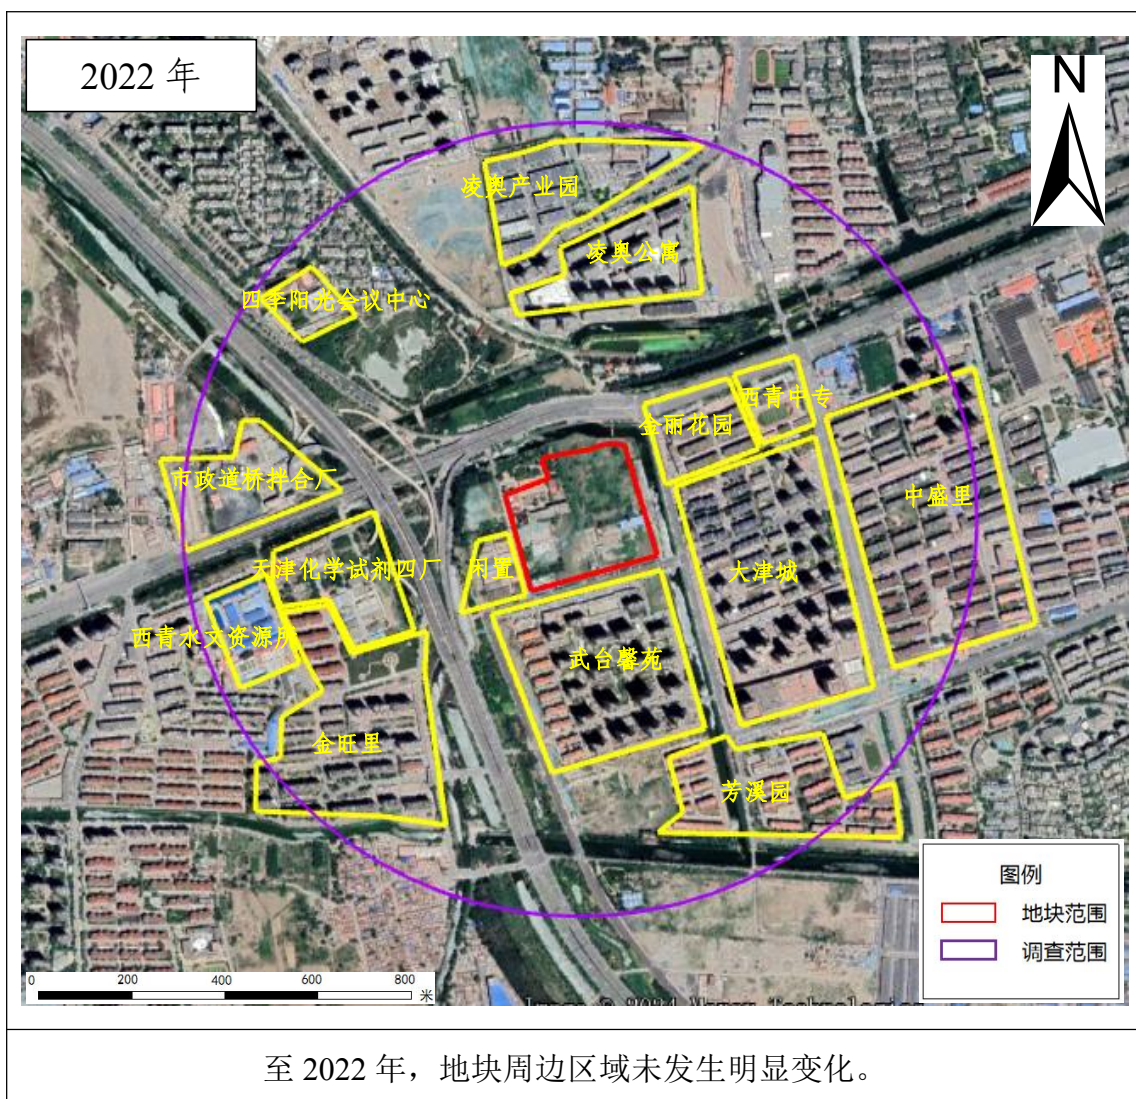 2022 年
N
凌奥产业园
凌奥公寓
四季阳光会议中心
西青中专
金丽花园
市政道桥拌合厂
中盛里
天津化学试剂四厂
闲置
大津城
西青水文资源所
武台馨苑
金旺里
芳溪园
图例
地块范围
调查范围
0 200 400 600 800
米
至 2022 年，地块周边区域未发生明显变化。